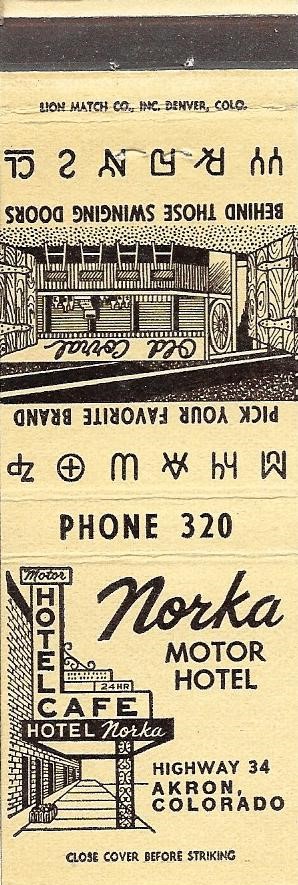 LION MATCH CO., INC. DENVER, COLO.
BEHIND THOSE SWINGING DOORS
Old Corral
PICK YOUR FAVORITE BRAND
PHONE 320
Motor
HOTEL
24 HR
CAFE
HOTEL Norka
Norka
MOTOR
HOTEL
HIGHWAY 34
AKRON,
COLORADO
CLOSE COVER BEFORE STRIKING